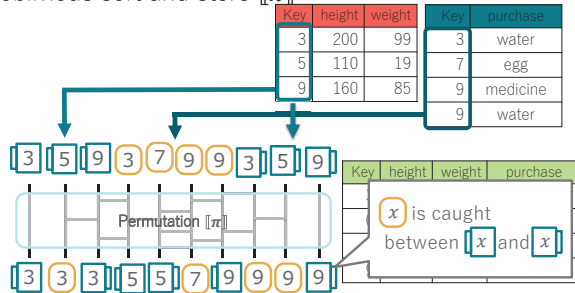 Key height weight
3 200 99
5 110 19
9 160 85
Key purchase
3 water
7 egg
9 medicine
9 water
3 5 9 3 7 9 9 3 5 9
Permutation ⟦π⟧
3 3 3 5 5 7 9 9 9 9
Key height weight purchase
x is caught
between x and x